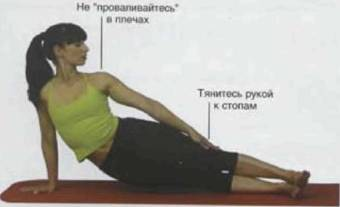 Не "проваливайтесь"
в плечах
Тянитесь рукой
к стопам